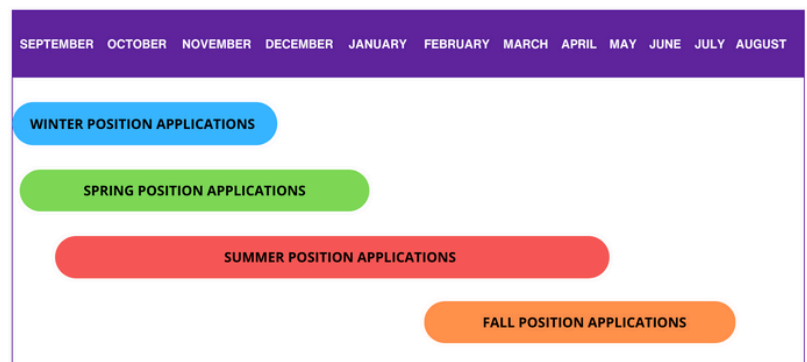 SEPTEMBER OCTOBER NOVEMBER DECEMBER JANUARY FEBRUARY MARCH APRIL MAY JUNE JULY AUGUST
WINTER POSITION APPLICATIONS
SPRING POSITION APPLICATIONS
SUMMER POSITION APPLICATIONS
FALL POSITION APPLICATIONS